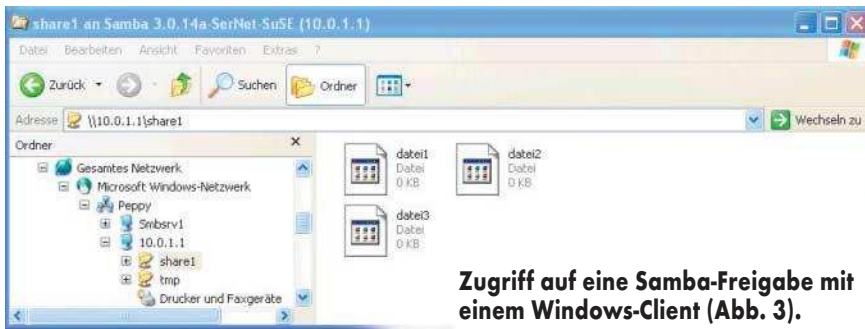 share1 an Samba 3.0.14a-SerNet-SuSE (10.0.1.1)
Datei Bearbeiten Ansicht Favoriten Extras ?
Zurück Suchen Ordner
Adresse \\10.0.1.1\share1 Wechseln zu
Ordner
Gesamtes Netzwerk
Microsoft Windows-Netzwerk
Peppy
Smbsrv1
10.0.1.1
share1
tmp
Drucker und Faxgeräte
datei1
Datei
0 KB
datei2
Datei
0 KB
datei3
Datei
0 KB
Zugriff auf eine Samba-Freigabe mit
einem Windows-Client (Abb. 3).